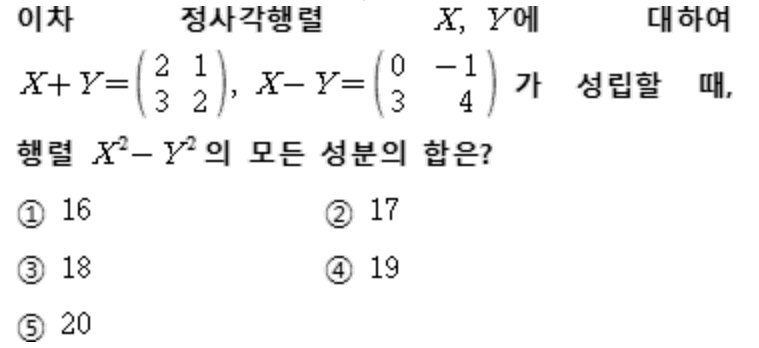 이차 정사각행렬 X, Y에 대하여
X+Y=(2 1; 3 2), X-Y=(0 -1; 3 4) 가 성립할 때,
행렬 X²-Y²의 모든 성분의 합은?
① 16 ② 17
③ 18 ④ 19
⑤ 20